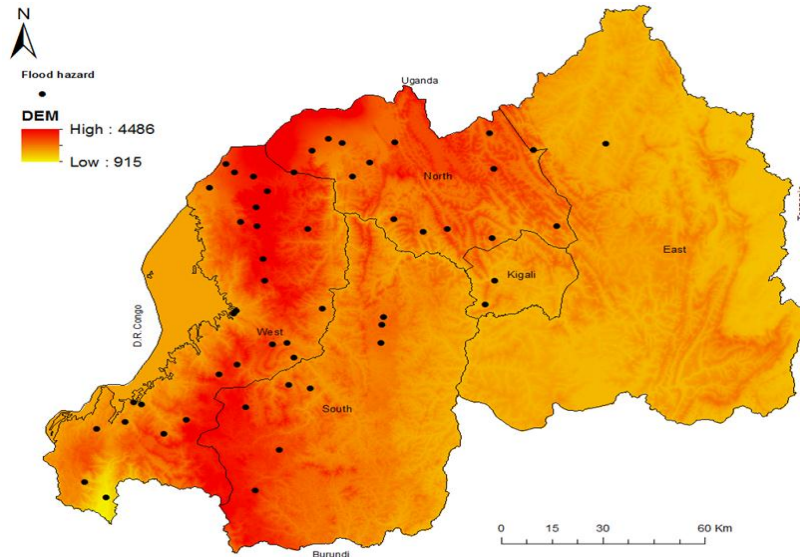 N
Flood hazard
DEM
High : 4486
Low : 915
Uganda
North
East
Kigali
D.R.Congo
West
South
Burundi
0 15 30 60 Km